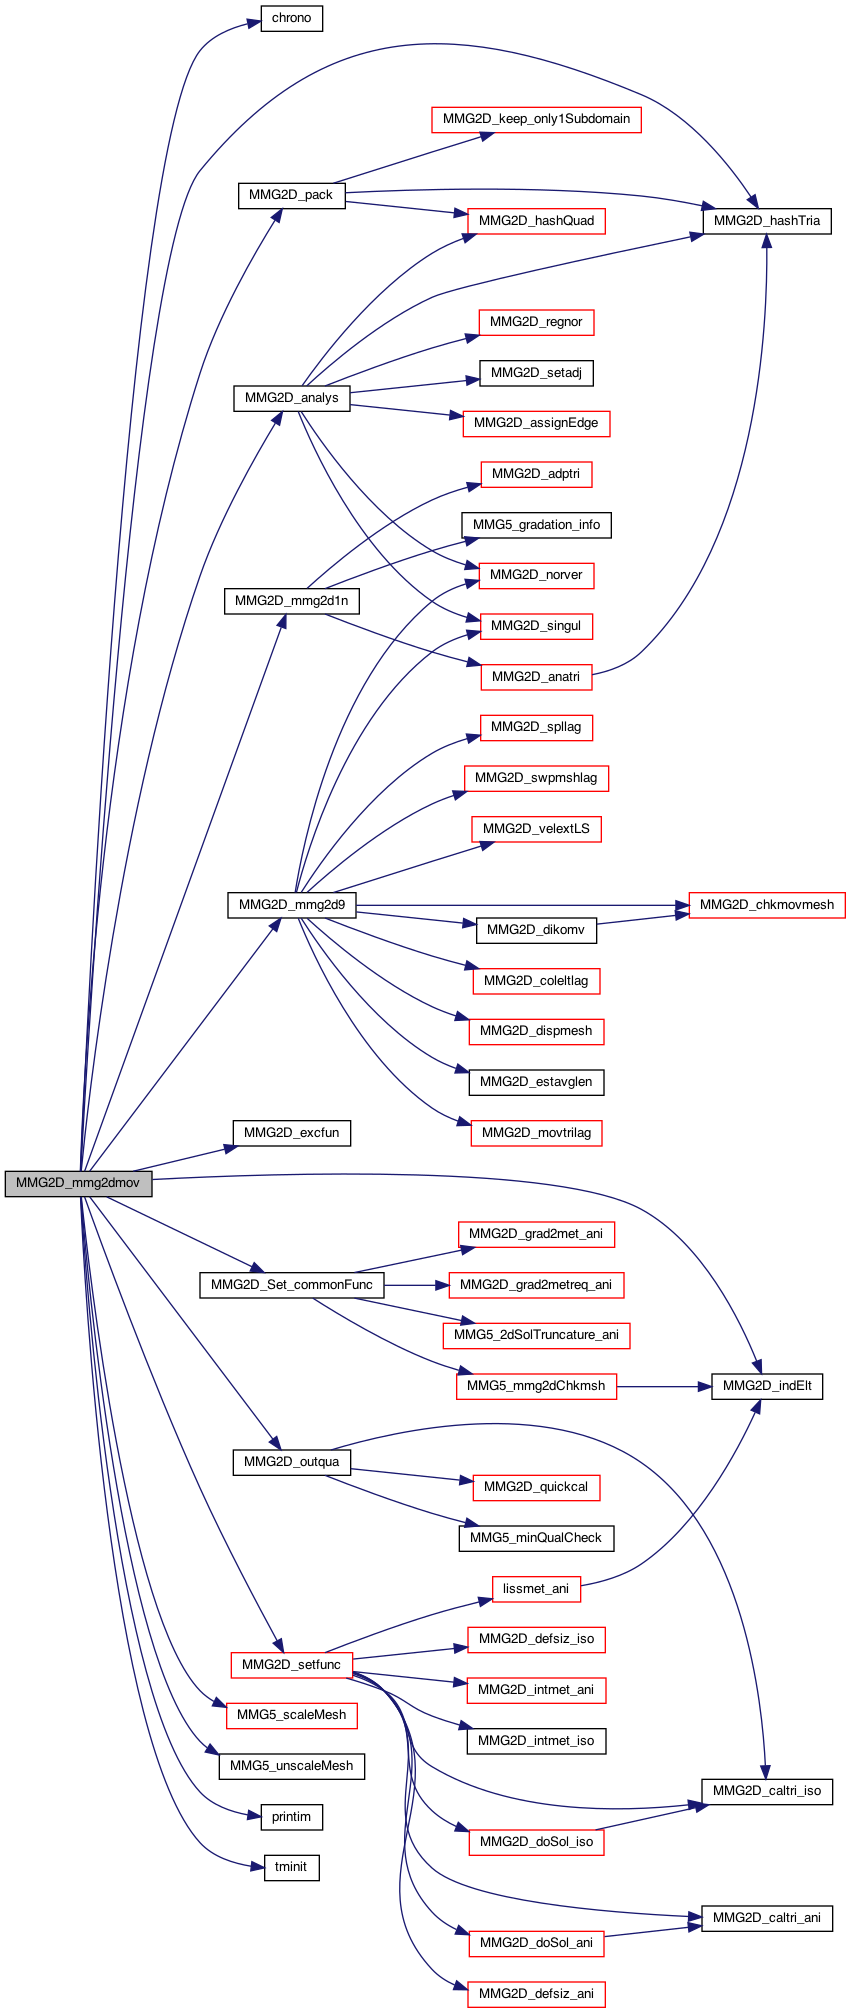 chrono
MMG2D_keep_only1Subdomain
MMG2D_pack
MMG2D_hashQuad
MMG2D_hashTria
MMG2D_regnor
MMG2D_setadj
MMG2D_analys
MMG2D_assignEdge
MMG2D_adptri
MMG5_gradation_info
MMG2D_norver
MMG2D_mmg2d1n
MMG2D_singul
MMG2D_anatri
MMG2D_spllag
MMG2D_swpmshlag
MMG2D_velextLS
MMG2D_mmg2d9
MMG2D_chkmovmesh
MMG2D_dikomv
MMG2D_coleltlag
MMG2D_dispmesh
MMG2D_estavglen
MMG2D_excfun
MMG2D_movtrilag
MMG2D_mmg2dmov
MMG2D_grad2met_ani
MMG2D_Set_commonFunc
MMG2D_grad2metreq_ani
MMG5_2dSolTruncature_ani
MMG5_mmg2dChkmsh
MMG2D_indElt
MMG2D_outqua
MMG2D_quickcal
MMG5_minQualCheck
lissmet_ani
MMG2D_defsiz_iso
MMG2D_setfunc
MMG2D_intmet_ani
MMG5_scaleMesh
MMG2D_intmet_iso
MMG5_unscaleMesh
MMG2D_caltri_iso
printim
MMG2D_doSol_iso
tminit
MMG2D_caltri_ani
MMG2D_doSol_ani
MMG2D_defsiz_ani